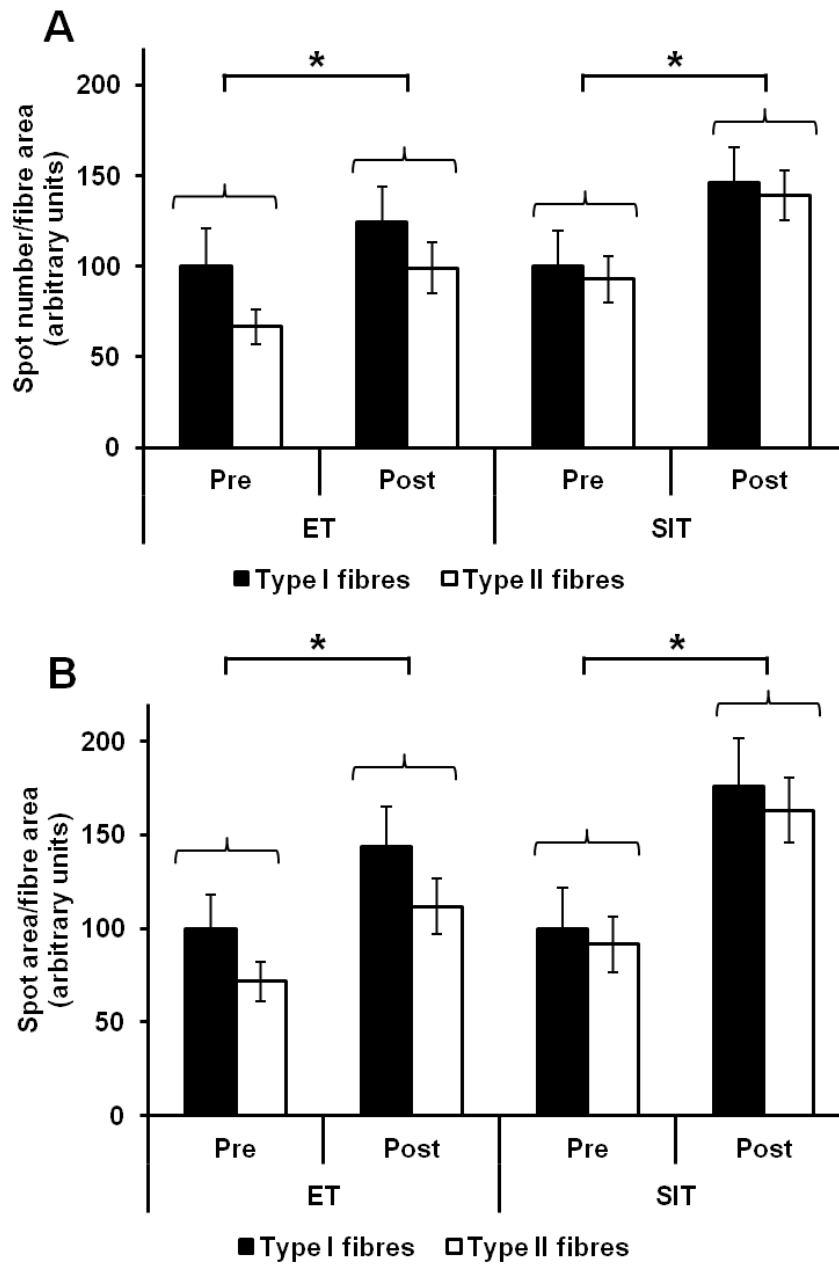 A
*
*
Spot number/fibre area
(arbitrary units)
200
150
100
50
0
Pre
Post
Pre
Post
ET
SIT
Type I fibres
Type II fibres
B
*
*
Spot area/fibre area
(arbitrary units)
200
150
100
50
0
Pre
Post
Pre
Post
ET
SIT
Type I fibres
Type II fibres